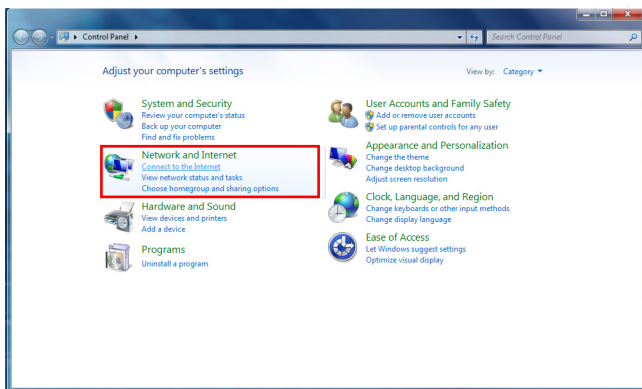 Control Panel
Search Control Panel
Adjust your computer's settings
View by: Category
System and Security
Review your computer's status
Back up your computer
Find and fix problems
Network and Internet
Connect to the Internet
View network status and tasks
Choose homegroup and sharing options
Hardware and Sound
View devices and printers
Add a device
Programs
Uninstall a program
User Accounts and Family Safety
Add or remove user accounts
Set up parental controls for any user
Appearance and Personalization
Change the theme
Change desktop background
Adjust screen resolution
Clock, Language, and Region
Change keyboards or other input methods
Change display language
Ease of Access
Let Windows suggest settings
Optimize visual display